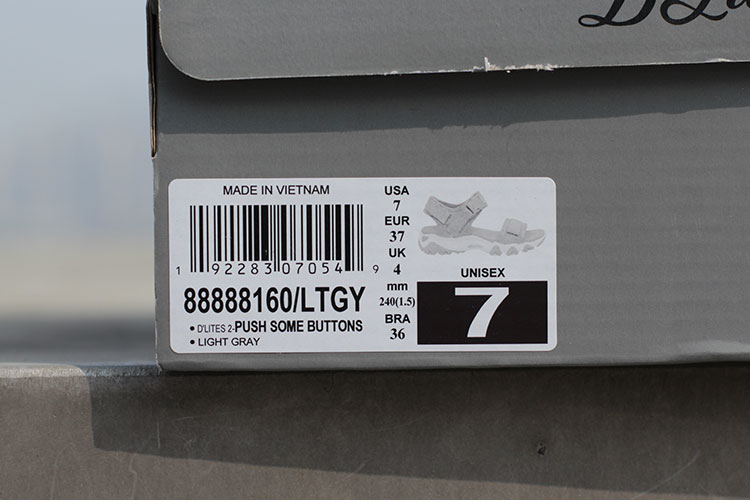 D'L
MADE IN VIETNAM
1 92283 07054 9
88888160/LTGY
• D'LITES 2-PUSH SOME BUTTONS
• LIGHT GRAY
USA
7
EUR
37
UK
4
mm
240(1.5)
BRA
36
UNISEX
7